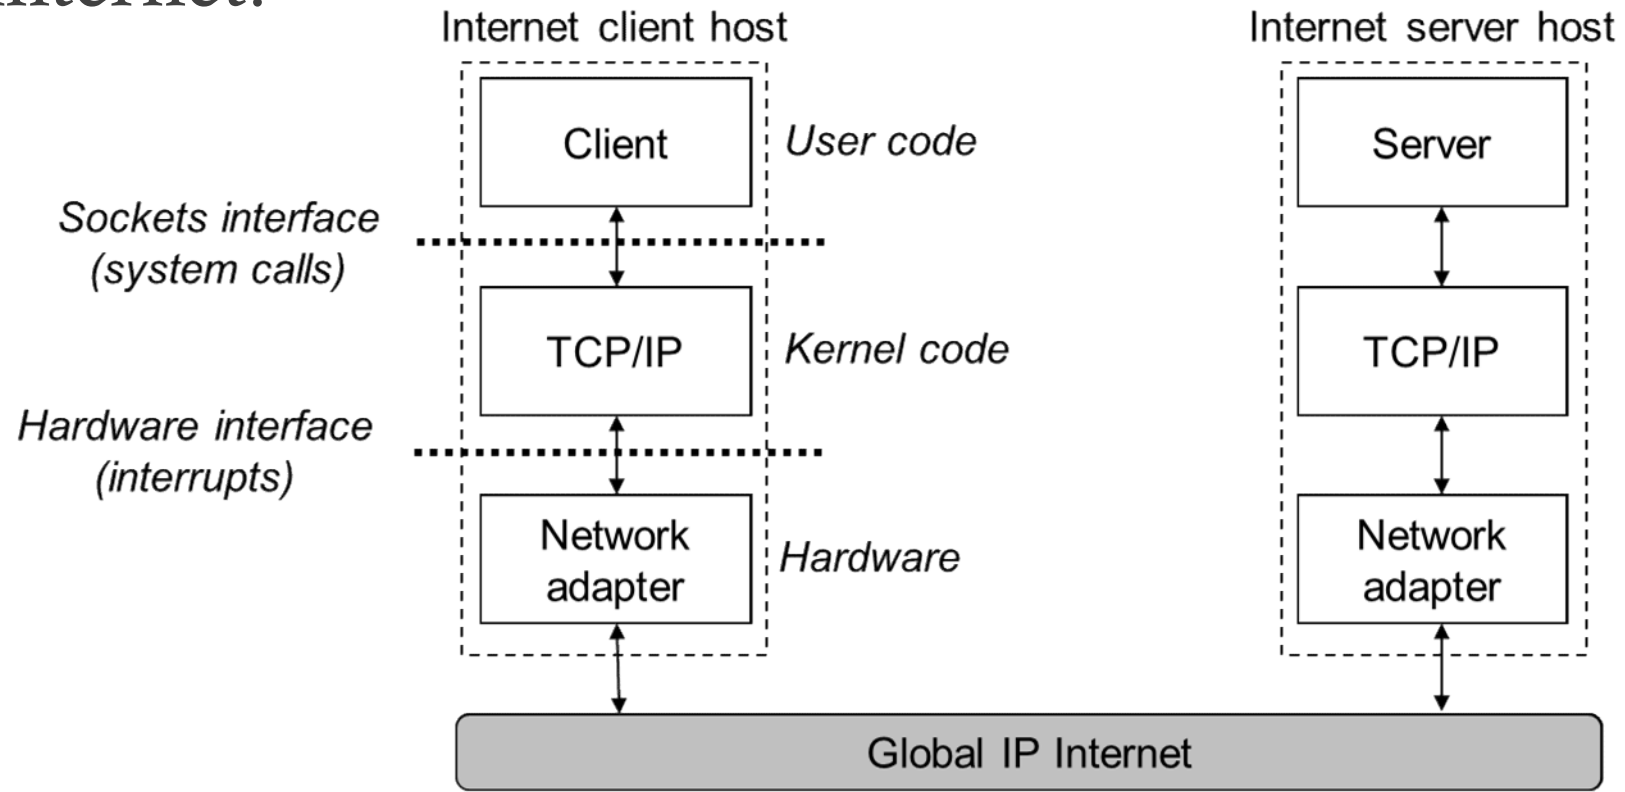 internet.
Internet client host
Internet server host
Client
User code
Server
Sockets interface
(system calls)
TCP/IP
Kernel code
TCP/IP
Hardware interface
(interrupts)
Network
adapter
Hardware
Network
adapter
Global IP Internet